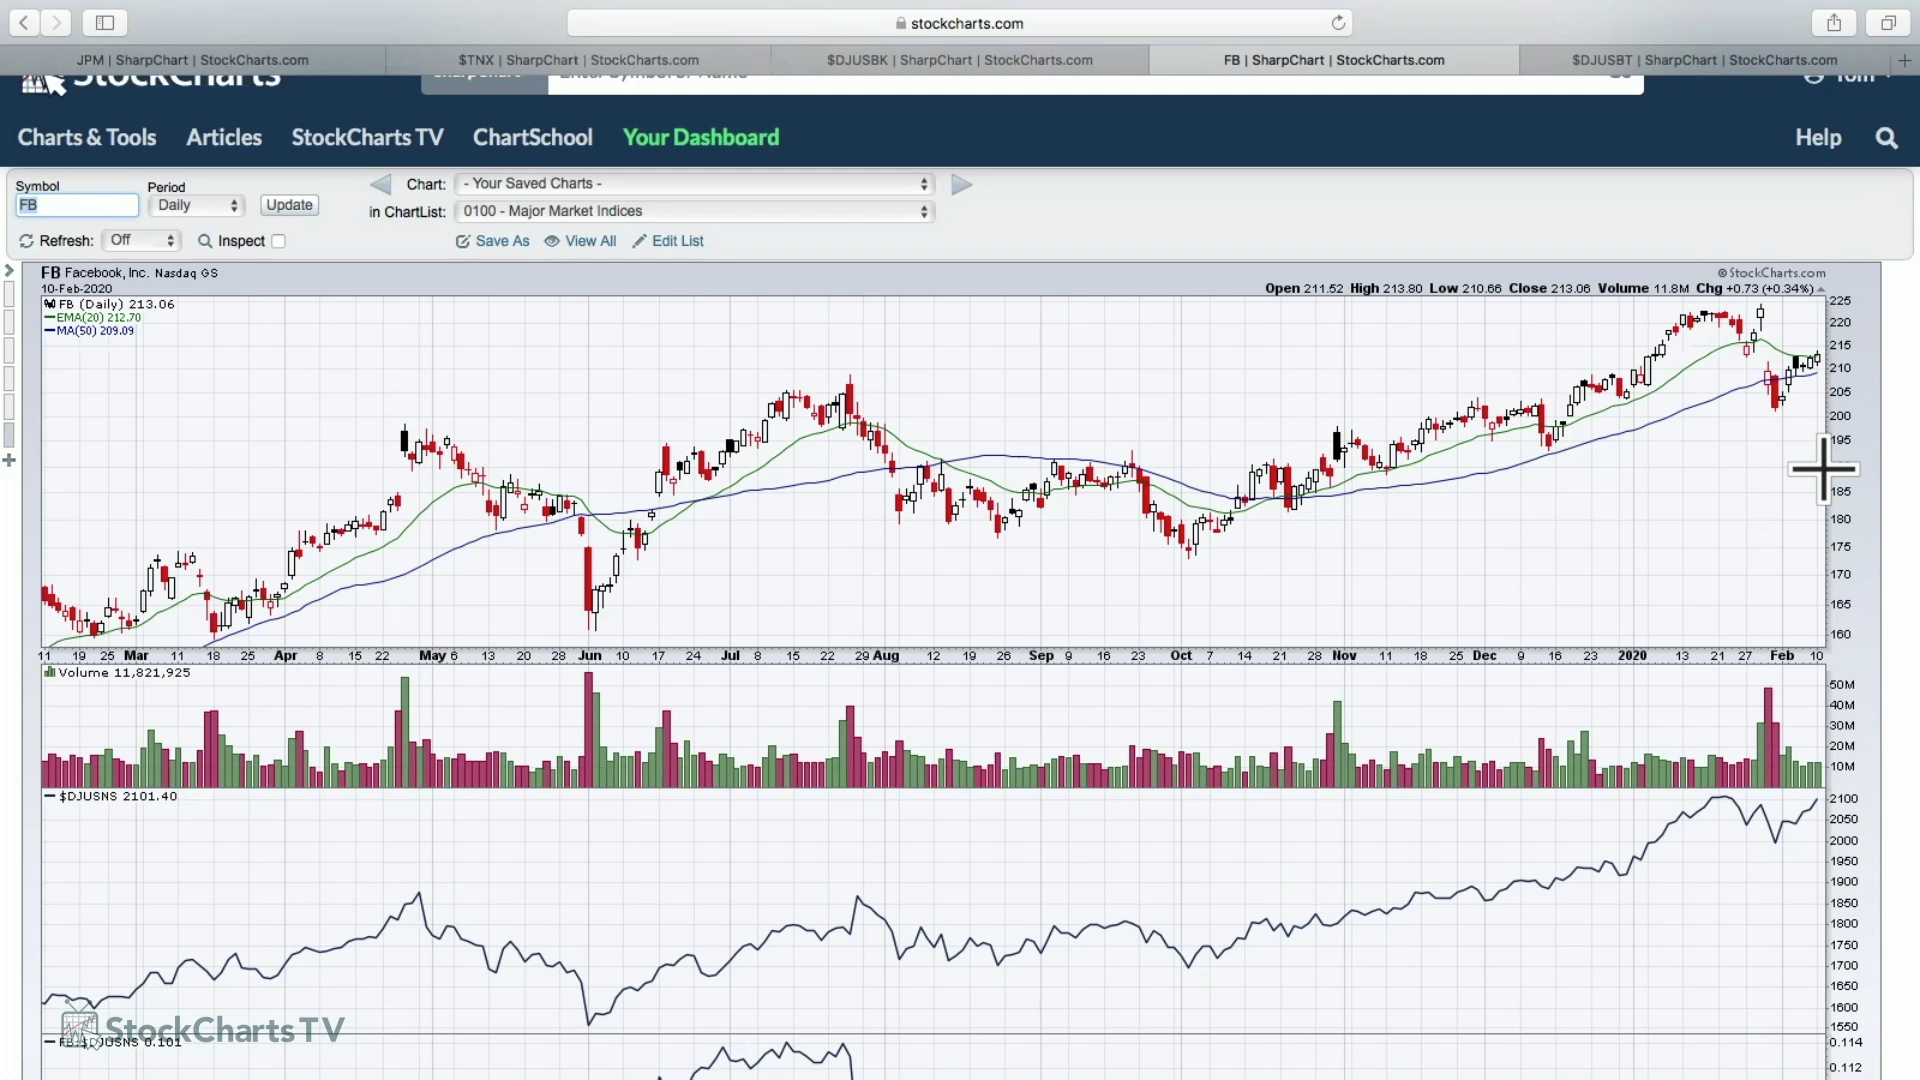 stockcharts.com
JPM | SharpChart | StockCharts.com
$TNX | SharpChart | StockCharts.com
$DJUSBK | SharpChart | StockCharts.com
FB | SharpChart | StockCharts.com
$DJUSBT | SharpChart | StockCharts.com
StockCharts
Tom
Charts & Tools
Articles
StockCharts TV
ChartSchool
Your Dashboard
Help
Symbol
Period
Chart:
- Your Saved Charts -
FB
Daily
Update
in ChartList:
0100 - Major Market Indices
Refresh:
Off
Inspect
Save As
View All
Edit List
FB Facebook, Inc. Nasdaq GS
© StockCharts.com
10-Feb-2020
Open 211.52 High 213.80 Low 210.66 Close 213.06 Volume 11.8M Chg +0.73 (+0.34%)
FB (Daily) 213.06
EMA(20) 212.70
MA(50) 209.09
225
220
215
210
205
200
195
185
180
175
170
165
160
11 19 25 Mar 11 18 25 Apr 8 15 22 May 6 13 20 28 Jun 10 17 24 Jul 8 15 22 29 Aug 12 19 26 Sep 9 16 23 Oct 7 14 21 28 Nov 11 18 25 Dec 9 16 23 2020 13 21 27 Feb 10
Volume 11,821,925
50M
40M
30M
20M
10M
$DJUSNS 2101.40
2100
2050
2000
1950
1900
1850
1800
1750
1700
1650
1600
1550
StockCharts TV
FB:$DJUSNS 0.101
0.114
0.112